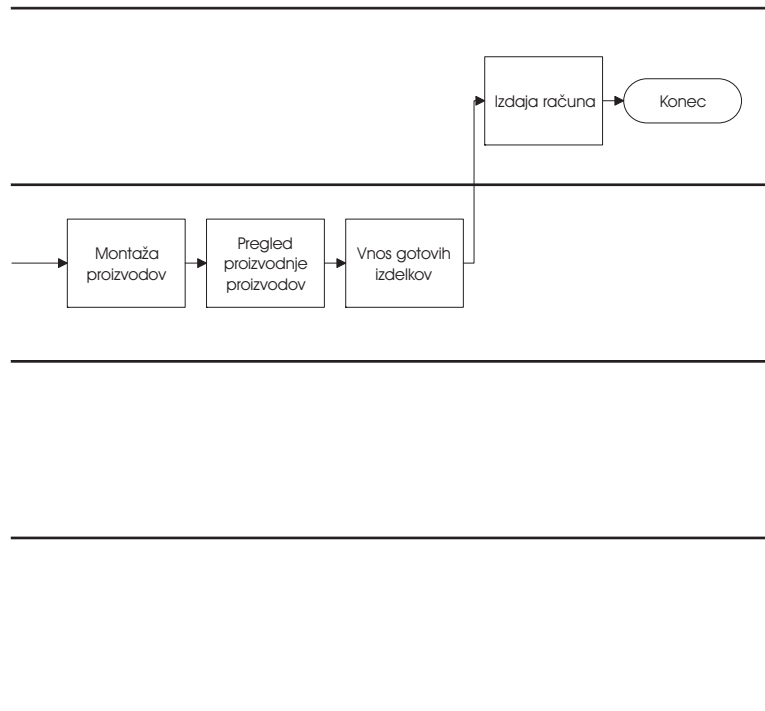 Izdaja računa
Konec
Montaža
proizvodov
Pregled
proizvodnje
proizvodov
Vnos gotovih
izdelkov